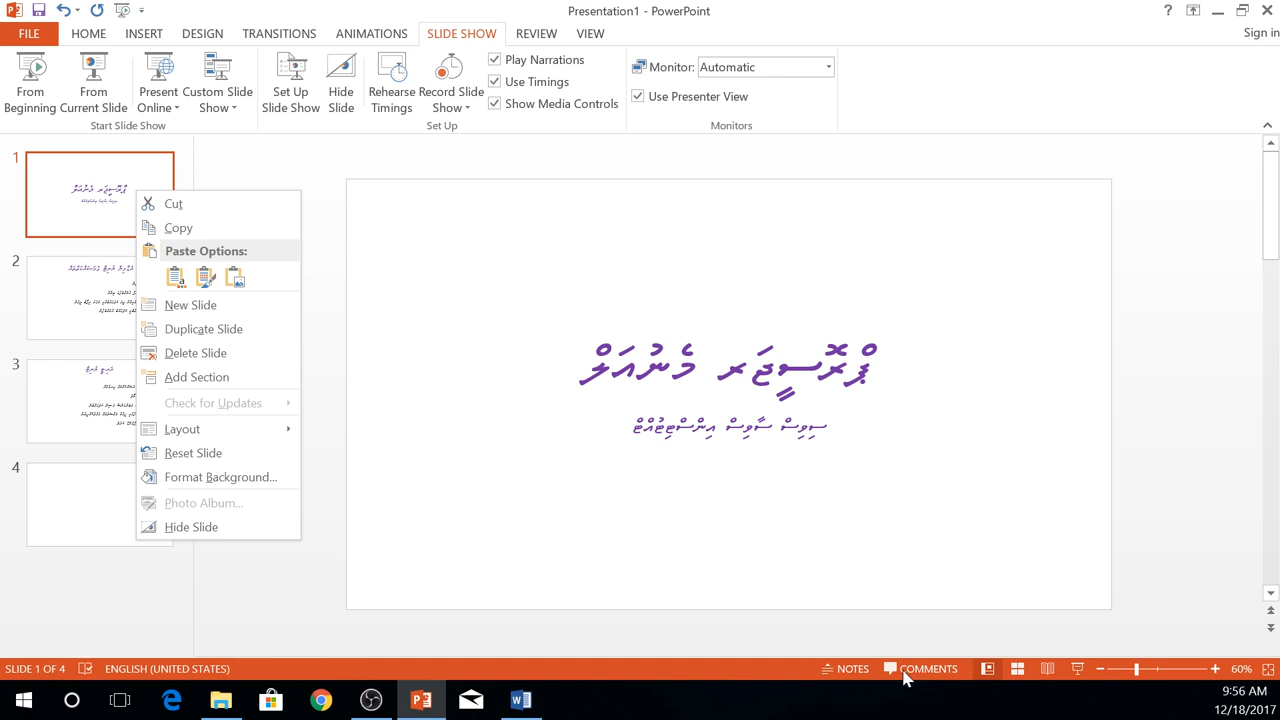 Presentation1 - PowerPoint
Sign in
FILE HOME INSERT DESIGN TRANSITIONS ANIMATIONS SLIDE SHOW REVIEW VIEW
From Beginning
From Current Slide
Present Online
Custom Slide Show
Set Up Slide Show
Hide Slide
Rehearse Timings
Record Slide Show
Play Narrations
Use Timings
Show Media Controls
Monitor: Automatic
Use Presenter View
Start Slide Show
Set Up
Monitors
1
2
3
4
Cut
Copy
Paste Options:
New Slide
Duplicate Slide
Delete Slide
Add Section
Check for Updates
Layout
Reset Slide
Format Background...
Photo Album...
Hide Slide
ޕްރޮސީޖަރ މެނުއަލް
ސިވިލް ސާވިސް އިންސްޓިޓުއްޓް
SLIDE 1 OF 4
ENGLISH (UNITED STATES)
NOTES
COMMENTS
60%
9:56 AM
12/18/2017